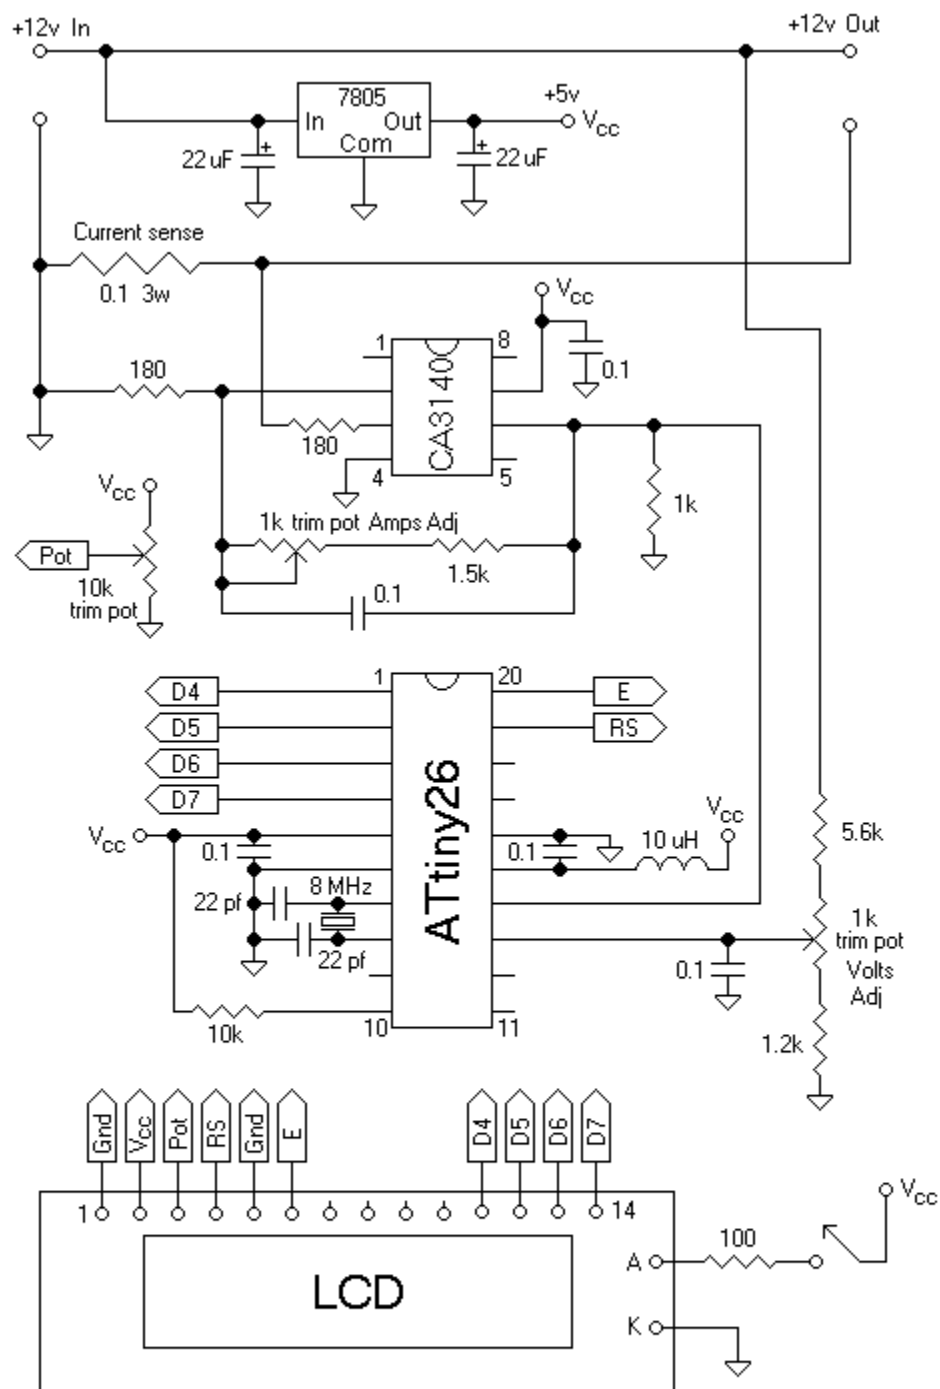 +12v In
+12v Out
7805
In
Out
Com
+5v
Vcc
22 uF
+
22 uF
+
Current sense
0.1 3w
Vcc
1
8
0.1
180
CA3140
180
4
5
Vcc
1k trim pot Amps Adj
1k
Pot
10k
trim pot
1.5k
0.1
1
20
D4
E
D5
RS
D6
D7
ATtiny26
Vcc
Vcc
0.1
0.1
10 uH
5.6k
22 pf
8 MHz
22 pf
1k
trim pot
Volts
Adj
0.1
10k
10
11
1.2k
Gnd
Vcc
Pot
RS
Gnd
E
D4
D5
D6
D7
1
14
Vcc
A
100
LCD
K